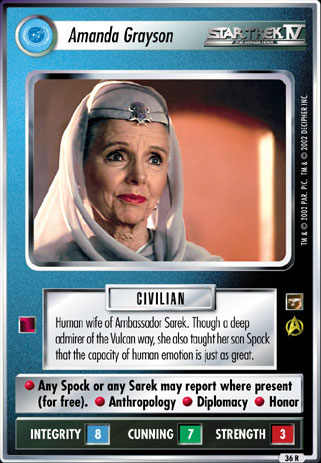 Amanda Grayson
STAR TREK IV
THE VOYAGE HOME
TM & © 2002 PAR. PIC. TM & © 2002 DECIPHER INC.
CIVILIAN
Human wife of Ambassador Sarek. Though a deep
admirer of the Vulcan way, she also taught her son Spock
that the capacity of human emotion is just as great.
Any Spock or any Sarek may report where present
(for free). • Anthropology • Diplomacy • Honor
INTEGRITY 8 CUNNING 7 STRENGTH 3
36 R